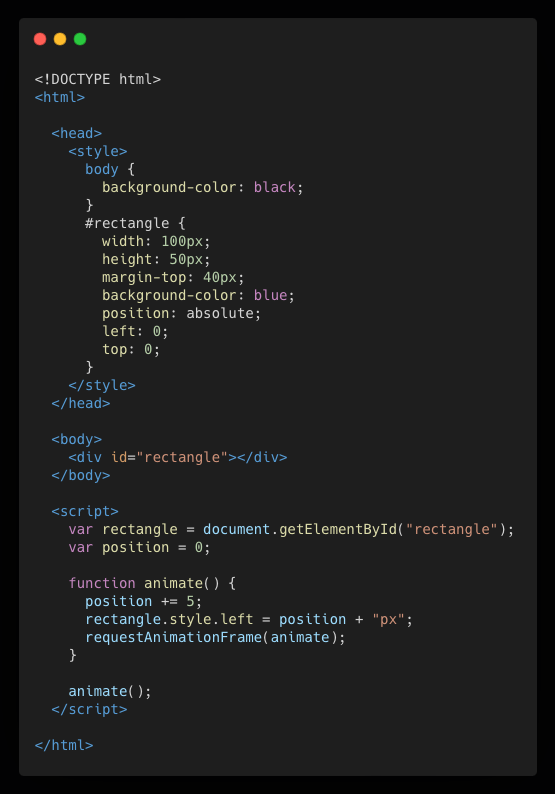 <!DOCTYPE html>
<html>
<head>
<style>
body {
background-color: black;
}
#rectangle {
width: 100px;
height: 50px;
margin-top: 40px;
background-color: blue;
position: absolute;
left: 0;
top: 0;
}
</style>
</head>
<body>
<div id="rectangle"></div>
</body>
<script>
var rectangle = document.getElementById("rectangle");
var position = 0;
function animate() {
position += 5;
rectangle.style.left = position + "px";
requestAnimationFrame(animate);
}
animate();
</script>
</html>